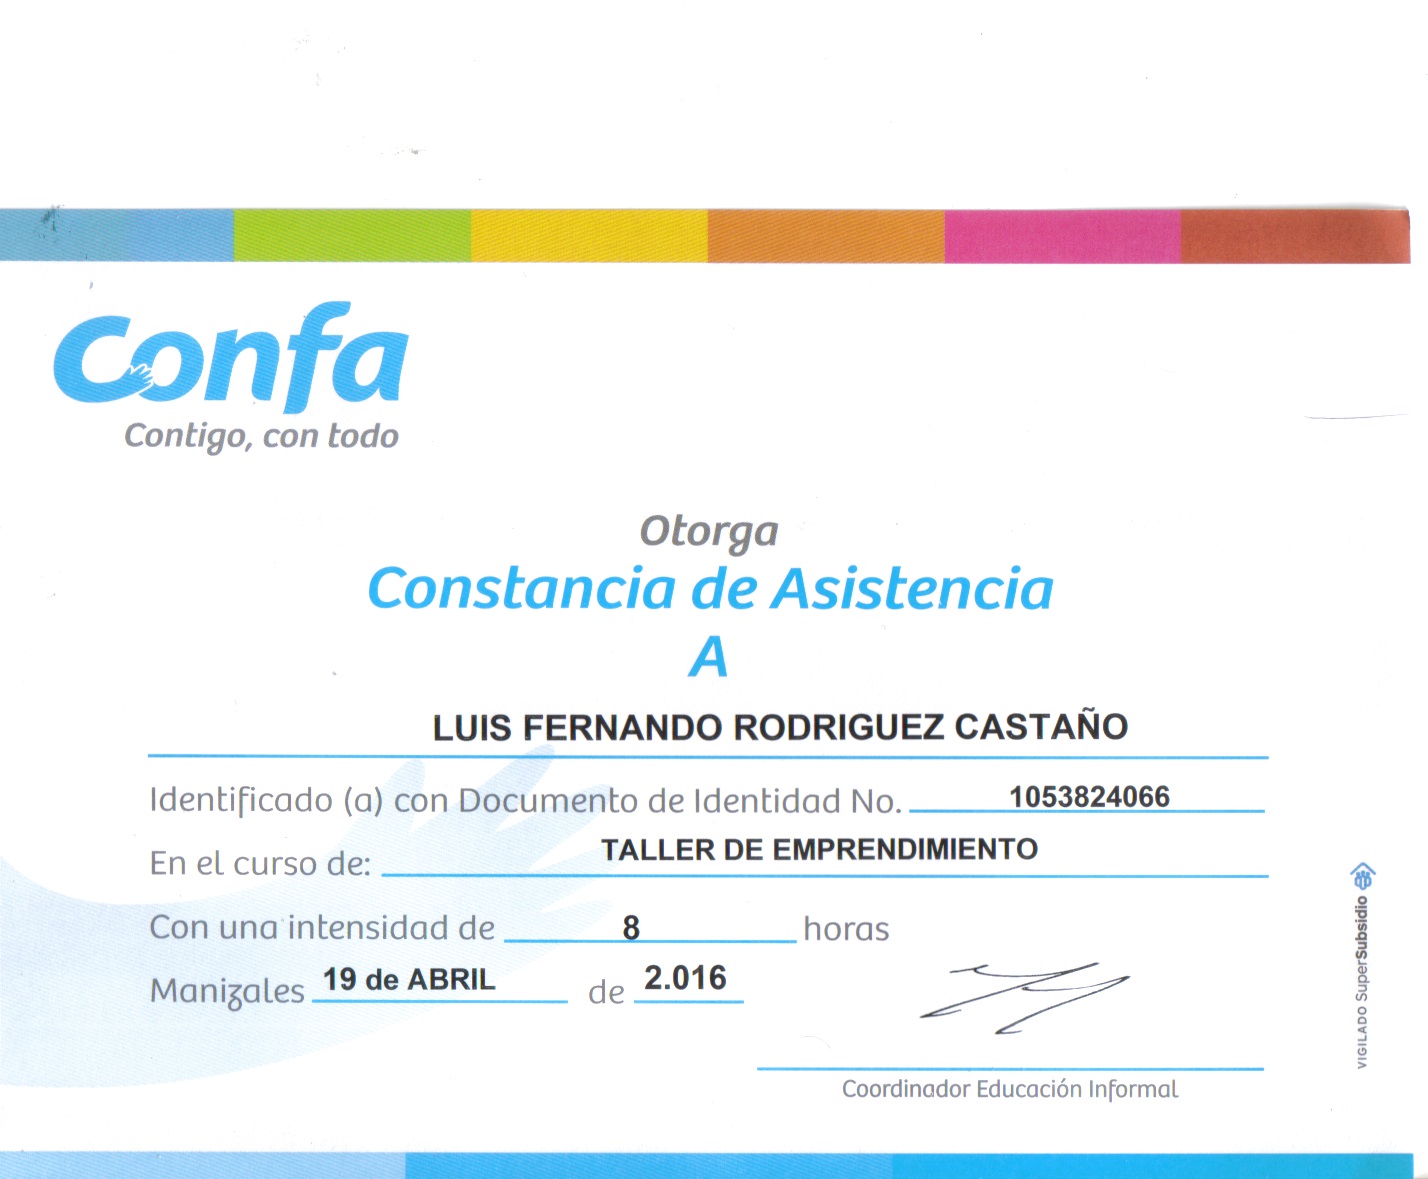 Confa
Contigo, con todo
Otorga
Constancia de Asistencia
A
LUIS FERNANDO RODRIGUEZ CASTAÑO
Identificado (a) con Documento de Identidad No. 1053824066
En el curso de: TALLER DE EMPRENDIMIENTO
Con una intensidad de 8 horas
Manizales 19 de ABRIL de 2.016
Coordinador Educación Informal
VIGILADO SuperSubsidio